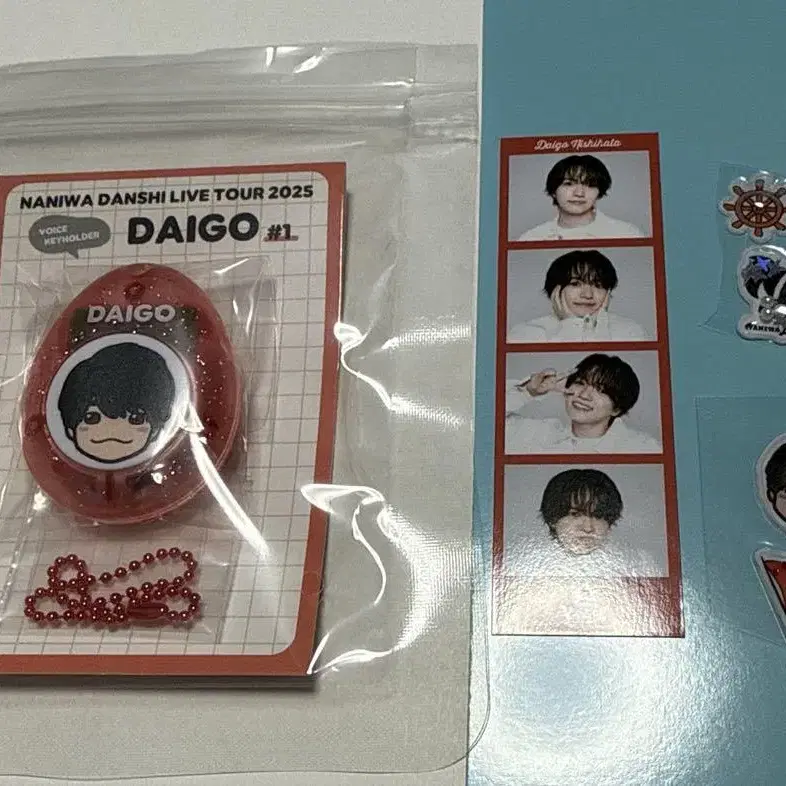 NANIWA DANSHI LIVE TOUR 2025
VOICE
KEYHOLDER
DAIGO #1
DAIGO
Daigo Nishihata